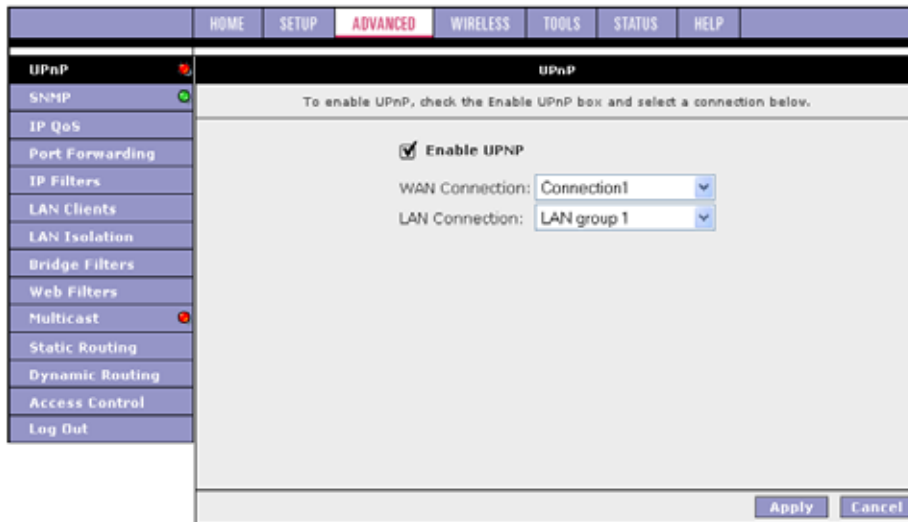 HOME SETUP ADVANCED WIRELESS TOOLS STATUS HELP
UPnP
SNMP
IP QoS
Port Forwarding
IP Filters
LAN Clients
LAN Isolation
Bridge Filters
Web Filters
Multicast
Static Routing
Dynamic Routing
Access Control
Log Out
UPnP
To enable UPnP, check the Enable UPnP box and select a connection below.
Enable UPNP
WAN Connection: Connection1
LAN Connection: LAN group 1
Apply Cancel